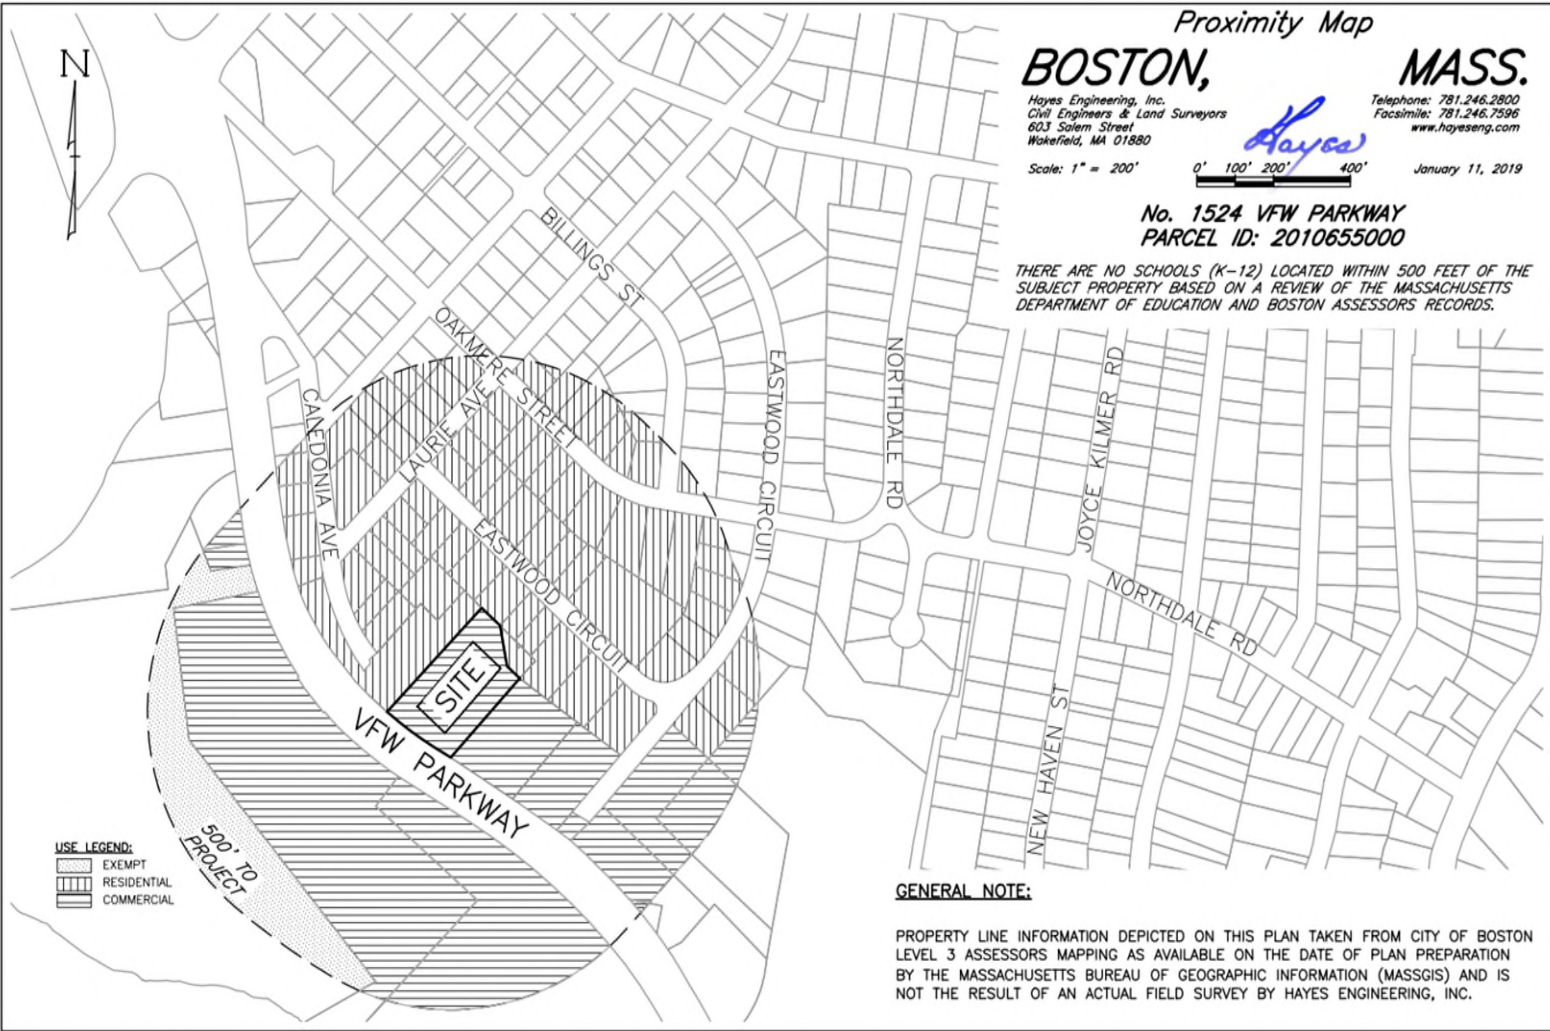 N
Proximity Map
BOSTON, MASS.
Hayes Engineering, Inc.
Civil Engineers & Land Surveyors
603 Salem Street
Wakefield, MA 01880
Hayes
Telephone: 781.246.2800
Facsimile: 781.246.7596
www.hayeseng.com
Scale: 1" = 200'
0' 100' 200' 400'
January 11, 2019
No. 1524 VFW PARKWAY
PARCEL ID: 2010655000
THERE ARE NO SCHOOLS (K-12) LOCATED WITHIN 500 FEET OF THE
SUBJECT PROPERTY BASED ON A REVIEW OF THE MASSACHUSETTS
DEPARTMENT OF EDUCATION AND BOSTON ASSESSORS RECORDS.
BILLINGS ST
OAKMERE STREET
LAURIE AVE
CALEDONIA AVE
EASTWOOD CIRCUIT
EASTWOOD CIRCUIT
NORTHDALE RD
JOYCE KILMER RD
NORTHDALE RD
NEW HAVEN ST
SITE
VFW PARKWAY
500' TO
PROJECT
USE LEGEND:
EXEMPT
RESIDENTIAL
COMMERCIAL
GENERAL NOTE:
PROPERTY LINE INFORMATION DEPICTED ON THIS PLAN TAKEN FROM CITY OF BOSTON
LEVEL 3 ASSESSORS MAPPING AS AVAILABLE ON THE DATE OF PLAN PREPARATION
BY THE MASSACHUSETTS BUREAU OF GEOGRAPHIC INFORMATION (MASSGIS) AND IS
NOT THE RESULT OF AN ACTUAL FIELD SURVEY BY HAYES ENGINEERING, INC.